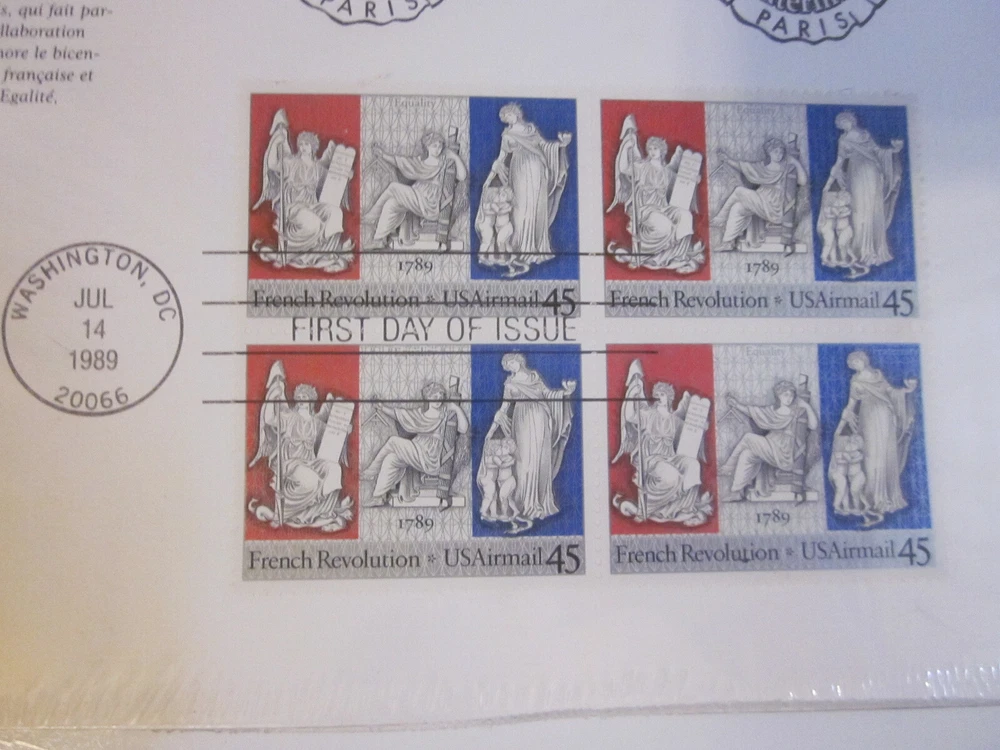 s, qui fait par-
llaboration
nore le bicen-
française et
Egalité.
PARIS
PARIS
Equality
1789
French Revolution * USAirmail 45
Equality
1789
French Revolution * USAirmail 45
WASHINGTON, DC
JUL
14
1989
20066
FIRST DAY OF ISSUE
1789
French Revolution * USAirmail 45
Equality
1789
French Revolution * USAirmail 45